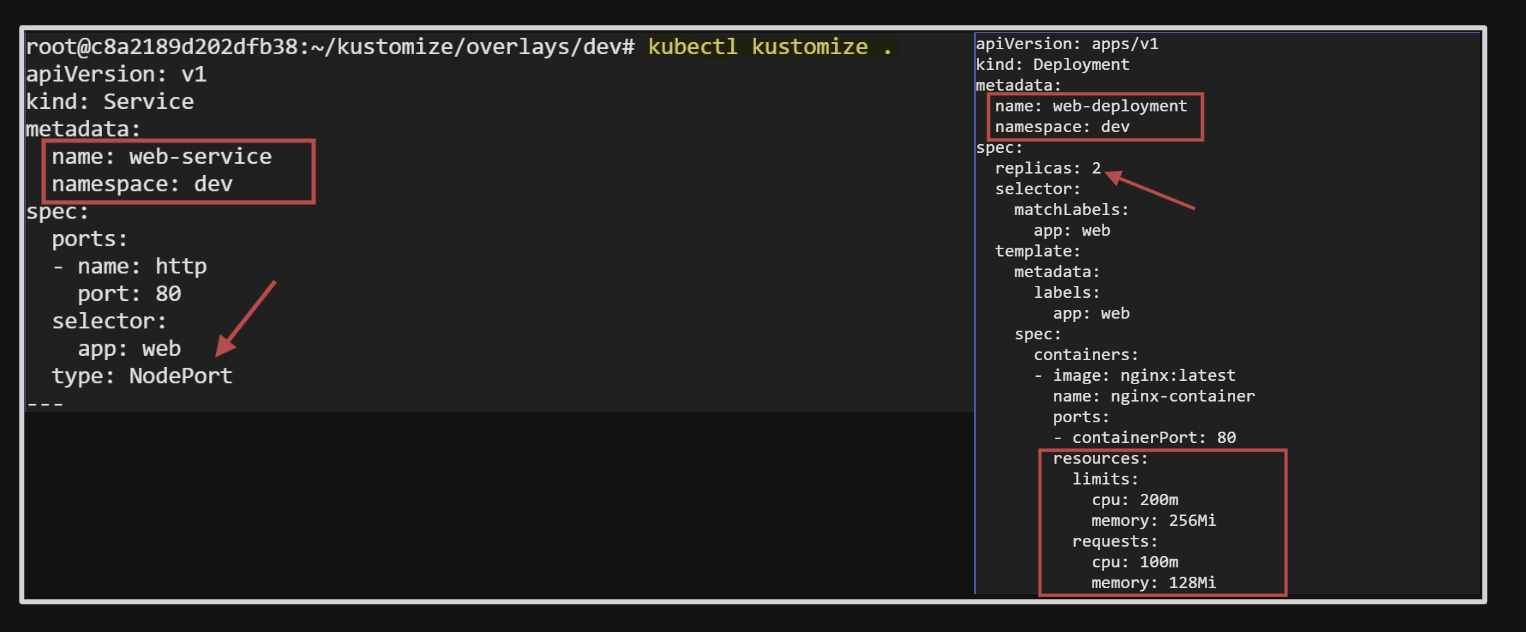 root@c8a2189d202dfb38:~/kustomize/overlays/dev# kubectl kustomize .
apiVersion: v1
kind: Service
metadata:
  name: web-service
  namespace: dev
spec:
  ports:
  - name: http
    port: 80
  selector:
    app: web
  type: NodePort
---
apiVersion: apps/v1
kind: Deployment
metadata:
  name: web-deployment
  namespace: dev
spec:
  replicas: 2
  selector:
    matchLabels:
      app: web
  template:
    metadata:
      labels:
        app: web
    spec:
      containers:
      - image: nginx:latest
        name: nginx-container
        ports:
        - containerPort: 80
        resources:
          limits:
            cpu: 200m
            memory: 256Mi
          requests:
            cpu: 100m
            memory: 128Mi